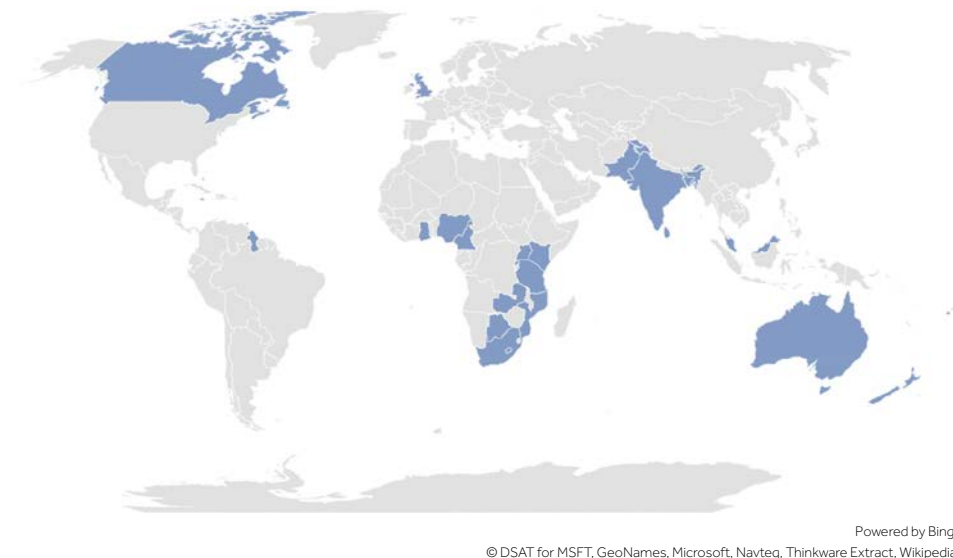 Powered by Bing
© DSAT for MSFT, GeoNames, Microsoft, Navteq, Thinkware Extract, Wikipedia